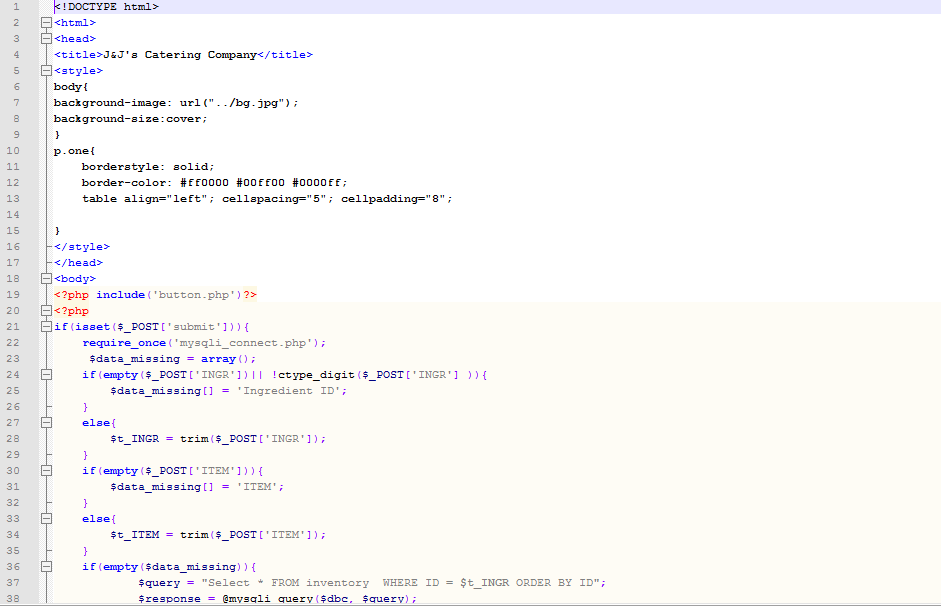 1 <!DOCTYPE html>
2 <html>
3 <head>
4 <title>J&J's Catering Company</title>
5 <style>
6 body{
7 background-image: url("../bg.jpg");
8 background-size:cover;
9 }
10 p.one{
11 borderstyle: solid;
12 border-color: #ff0000 #00ff00 #0000ff;
13 table align="left"; cellspacing="5"; cellpadding="8";
14
15 }
16 </style>
17 </head>
18 <body>
19 <?php include('button.php')?>
20 <?php
21 if(isset($_POST['submit'])){
22 require_once('mysqli_connect.php');
23 $data_missing = array();
24 if(empty($_POST['INGR'])|| !ctype_digit($_POST['INGR'] )){
25 $data_missing[] = 'Ingredient ID';
26 }
27 else{
28 $t_INGR = trim($_POST['INGR']);
29 }
30 if(empty($_POST['ITEM'])){
31 $data_missing[] = 'ITEM';
32 }
33 else{
34 $t_ITEM = trim($_POST['ITEM']);
35 }
36 if(empty($data_missing)){
37 $query = "Select * FROM inventory  WHERE ID = $t_INGR ORDER BY ID";
38 $response = @mysqli_query($dbc, $query);